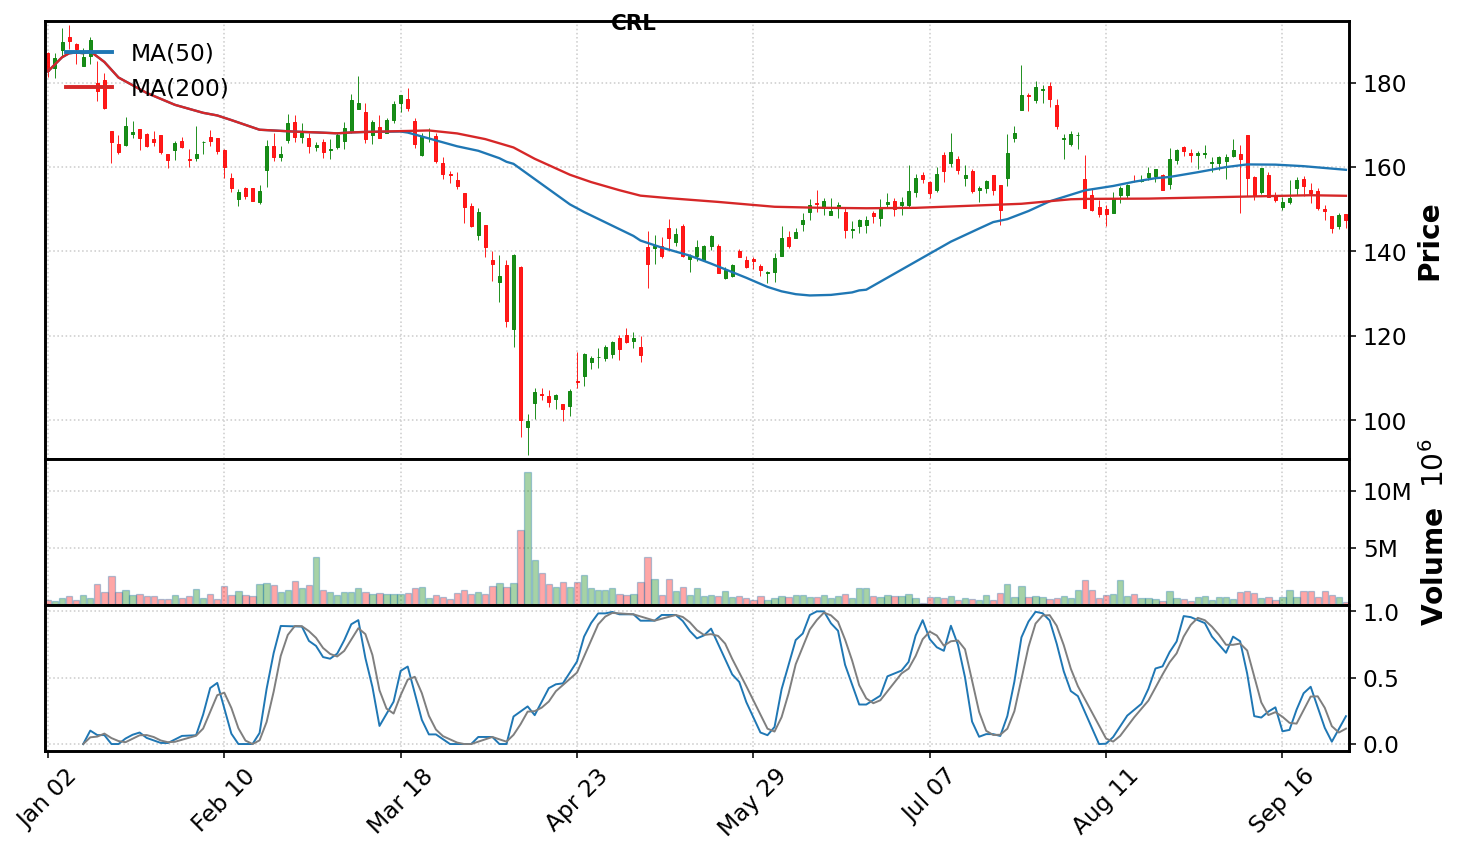 CRL
MA(50)
MA(200)
180
160
140
120
100
Price
10M
5M
Volume 10^6
1.0
0.5
0.0
Jan 02
Feb 10
Mar 18
Apr 23
May 29
Jul 07
Aug 11
Sep 16